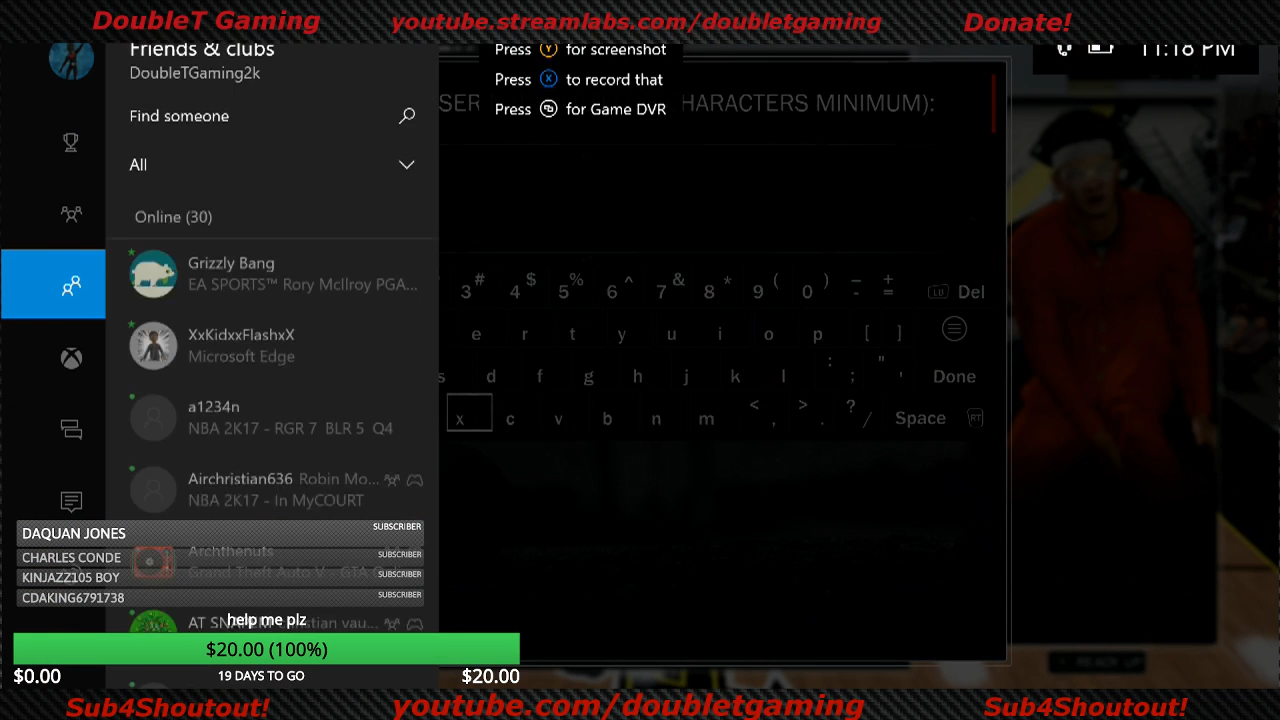 DoubleT Gaming
youtube.streamlabs.com/doubletgaming
Donate!
Friends & clubs
DoubleTGaming2k
Press Y for screenshot
Press X to record that
Press for Game DVR
11:18 PM
Find someone
HARACTERS MINIMUM):
All
Online (30)
Grizzly Bang
EA SPORTS™ Rory McIlroy PGA...
XxKidxxFlashxX
Microsoft Edge
a1234n
NBA 2K17 - RGR 7 BLR 5 Q4
Airchristian636 Robin Mo...
NBA 2K17 - In MyCOURT
Archthenuts
Grand Theft Auto V - GTA
3 # 4 $ 5 % 6 ^ 7 & 8 * 9 ( 0 ) - _ = + LB Del
e r t y u i o p [ ]
s d f g h j k l ; : ' " Done
x c v b n m , < . > / ? Space RT
DAQUAN JONES SUBSCRIBER
CHARLES CONDE SUBSCRIBER
KINJAZZ105 BOY SUBSCRIBER
CDAKING6791738 SUBSCRIBER
help me plz
$20.00 (100%)
$0.00 19 DAYS TO GO $20.00
READY UP
Sub4Shoutout!
youtube.com/doubletgaming
Sub4Shoutout!